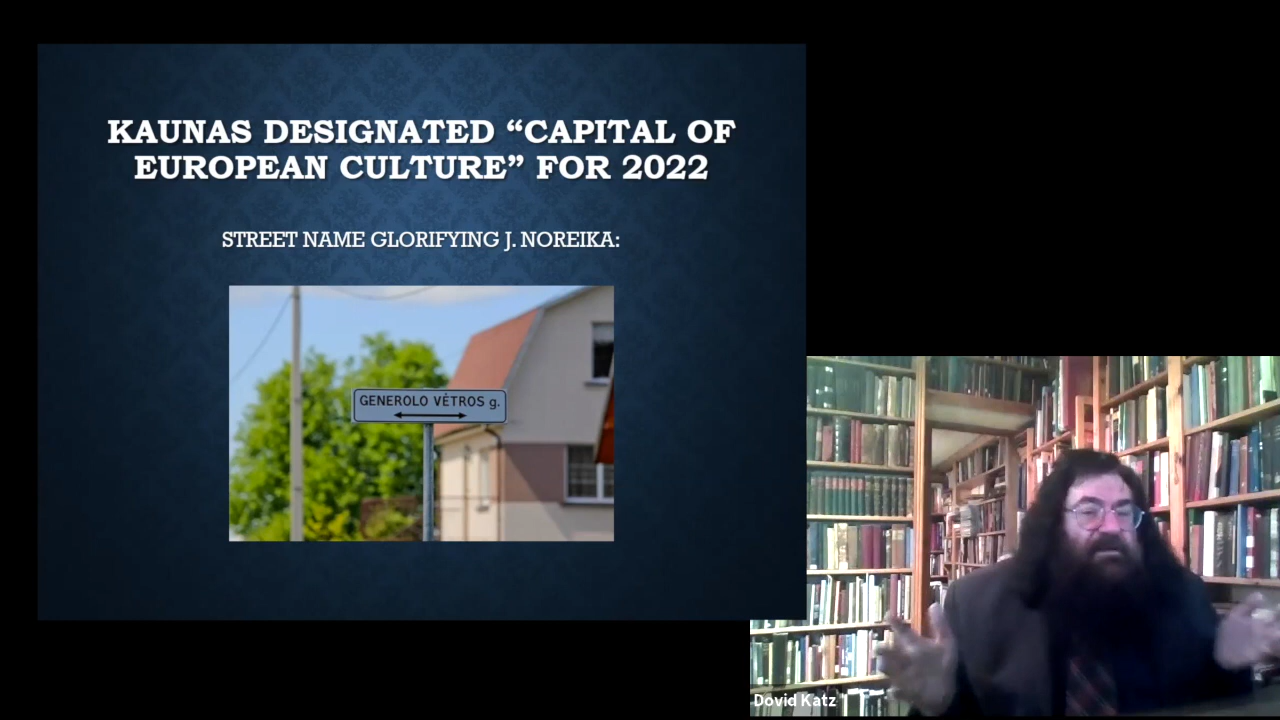 KAUNAS DESIGNATED “CAPITAL OF
EUROPEAN CULTURE” FOR 2022
STREET NAME GLORIFYING J. NOREIKA:
GENEROLO VĖTROS g.
Dovid Katz